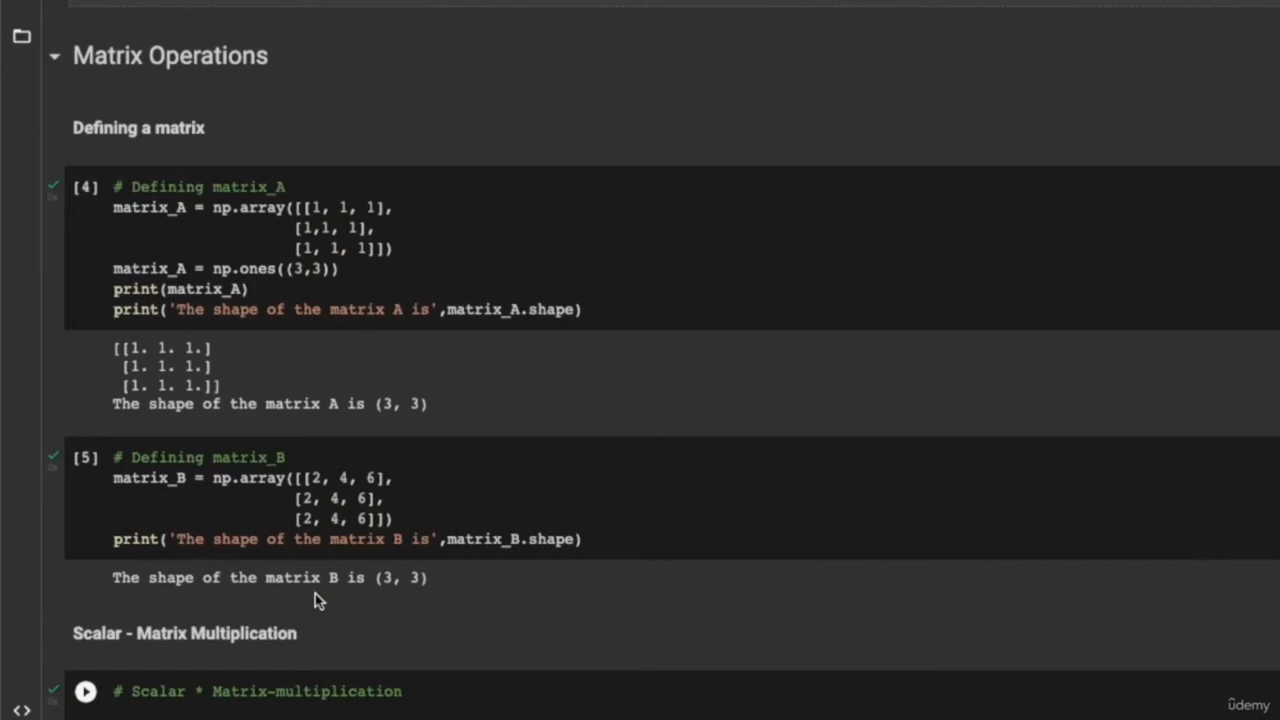 Matrix Operations
Defining a matrix
[4] # Defining matrix_A
matrix_A = np.array([[1, 1, 1],
[1,1, 1],
[1, 1, 1]])
matrix_A = np.ones((3,3))
print(matrix_A)
print('The shape of the matrix A is',matrix_A.shape)
0s
[[1. 1. 1.]
[1. 1. 1.]
[1. 1. 1.]]
The shape of the matrix A is (3, 3)
[5] # Defining matrix_B
matrix_B = np.array([[2, 4, 6],
[2, 4, 6],
[2, 4, 6]])
print('The shape of the matrix B is',matrix_B.shape)
0s
The shape of the matrix B is (3, 3)
Scalar - Matrix Multiplication
# Scalar * Matrix-multiplication
0s
<>
ûdemy